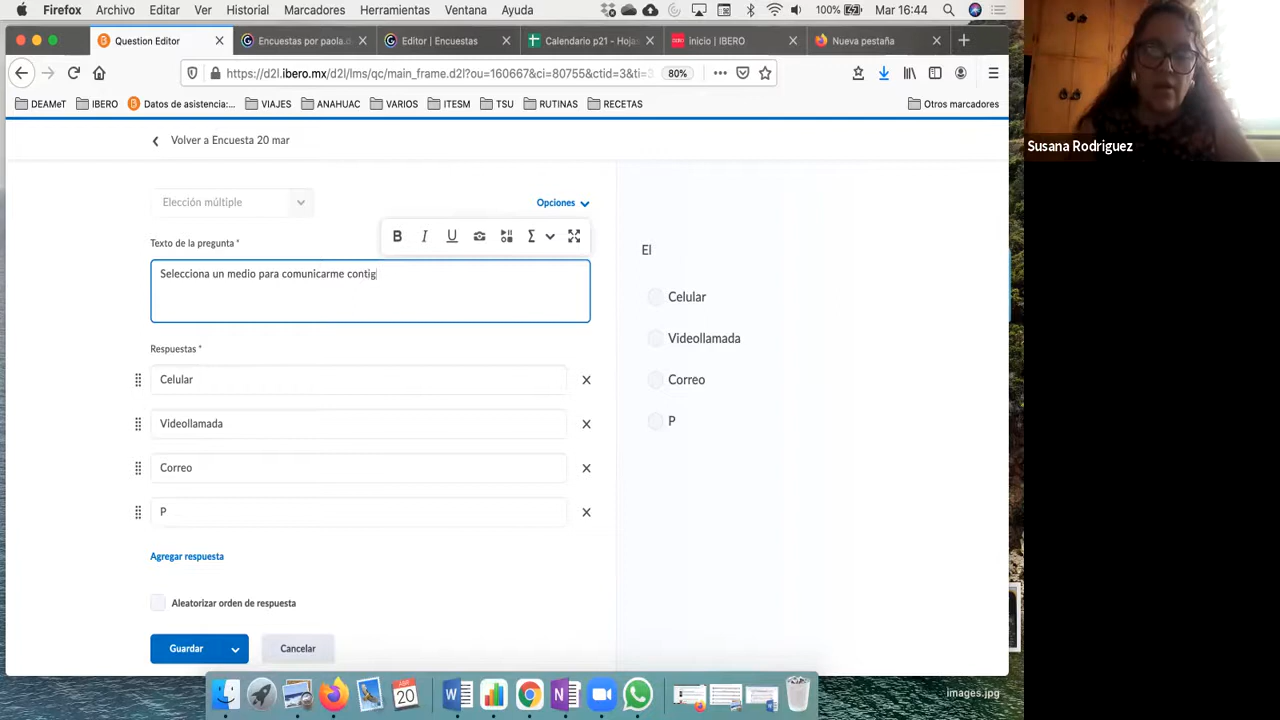 Firefox Archivo Editar Ver Historial Marcadores Herramientas Ventana Ayuda 100% Mar 16:44
Question Editor Encuestas por paola.d Editor | Encuestas Calendario p21 - Hojas inicio | IBERO Nueva pestaña
https://d2l.ibero.mx/d2l/lms/qc/main_frame.d2l?ou=160667&ci=80755&ctid=3&ti=3 80%
DEAMeT IBERO Datos de asistencia:... VIAJES ANAHUAC VARIOS ITESM TSU RUTINAS RECETAS Otros marcadores
Susana Rodriguez
Volver a Encuesta 20 mar
Elección múltiple Opciones
Texto de la pregunta *
B I U Σ
Selecciona un medio para comunicarme contig
Respuestas *
Celular
Videollamada
Correo
P
Agregar respuesta
Aleatorizar orden de respuesta
Guardar Cancelar
El
Celular
Videollamada
Correo
P
20
images.jpg